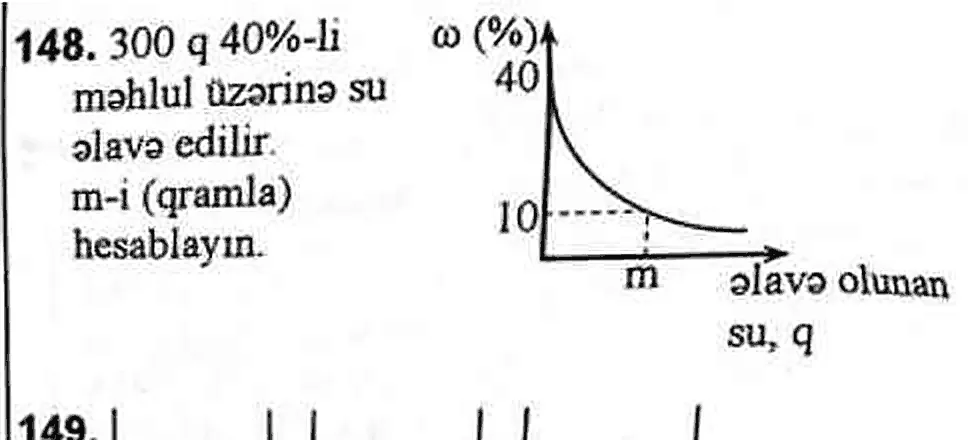 148. 300 q 40%-li
məhlul üzərinə su
əlavə edilir.
m-i (qramla)
hesablayın.
ω (%)
40
10
m
əlavə olunan
su, q
149.